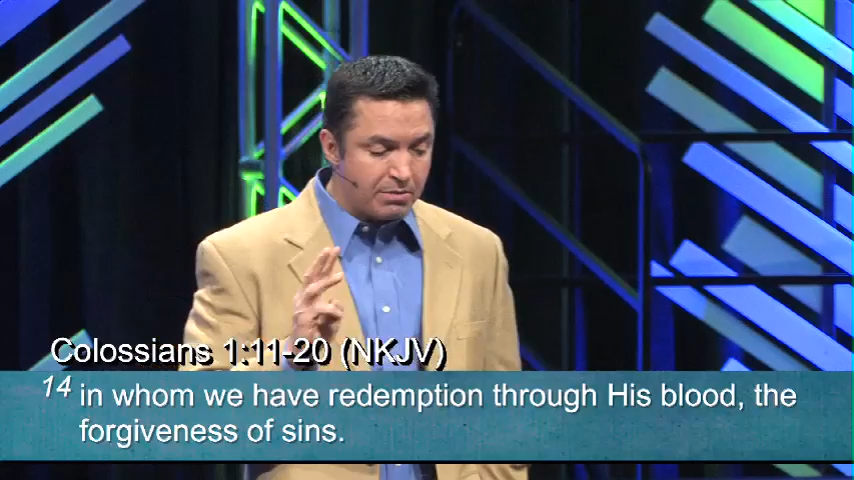 Colossians 1:11-20 (NKJV)
14 in whom we have redemption through His blood, the
forgiveness of sins.